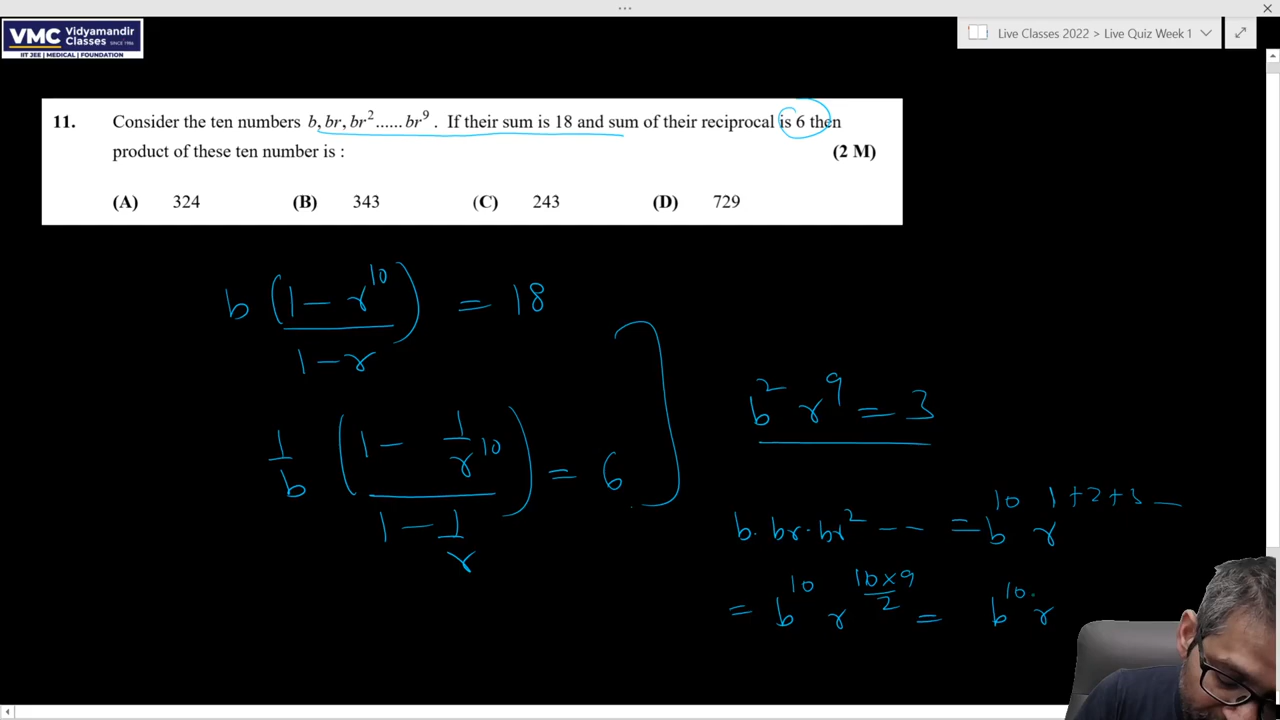 VMC Vidyamandir Classes SINCE 1986
IIT JEE | MEDICAL | FOUNDATION
Live Classes 2022 > Live Quiz Week 1
11. Consider the ten numbers b, br, br² ...... br⁹ . If their sum is 18 and sum of their reciprocal is 6 then
product of these ten number is : (2 M)
(A) 324 (B) 343 (C) 243 (D) 729
b ( (1 − r¹⁰) / (1 − r) ) = 18
1/b ( (1 − 1/r¹⁰) / (1 − 1/r) ) = 6
b² r⁹ = 3
b · br · br² − − = b¹⁰ r^(1+2+3 —
= b¹⁰ r^(10×9/2) = b¹⁰ r